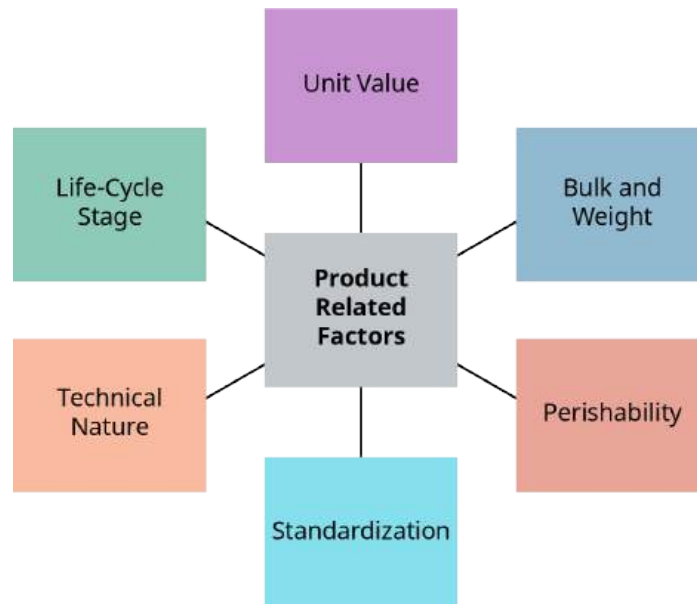 Unit Value
Life-Cycle
Stage
Bulk and
Weight
Product
Related
Factors
Technical
Nature
Perishability
Standardization